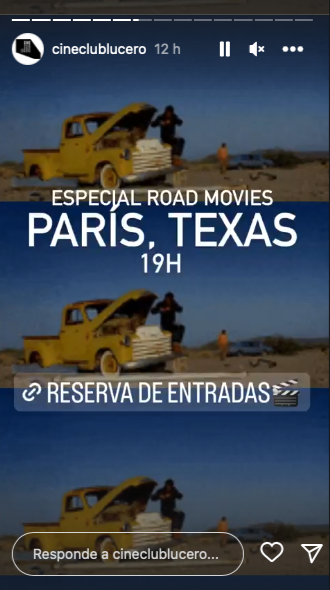 cineclublucero 12 h
ESPECIAL ROAD MOVIES
PARÍS, TEXAS
19H
RESERVA DE ENTRADAS
Responde a cineclublucero...